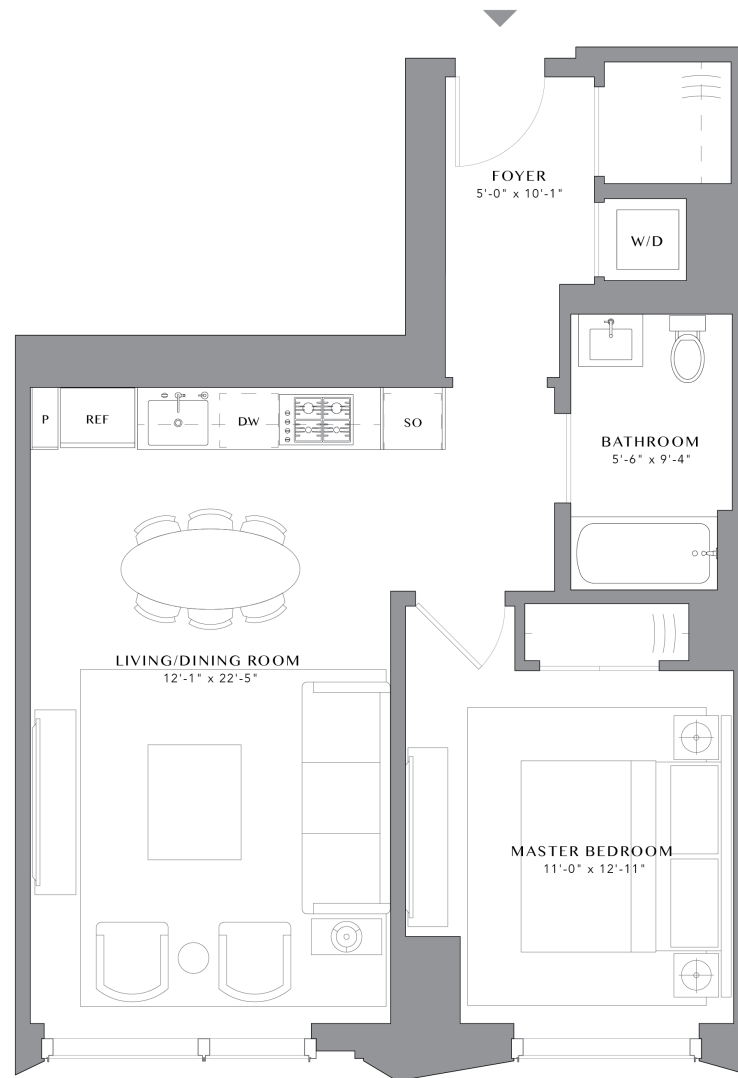 FOYER
5'-0" x 10'-1"
W/D
P
REF
DW
SO
BATHROOM
5'-6" x 9'-4"
LIVING/DINING ROOM
12'-1" x 22'-5"
MASTER BEDROOM
11'-0" x 12'-11"